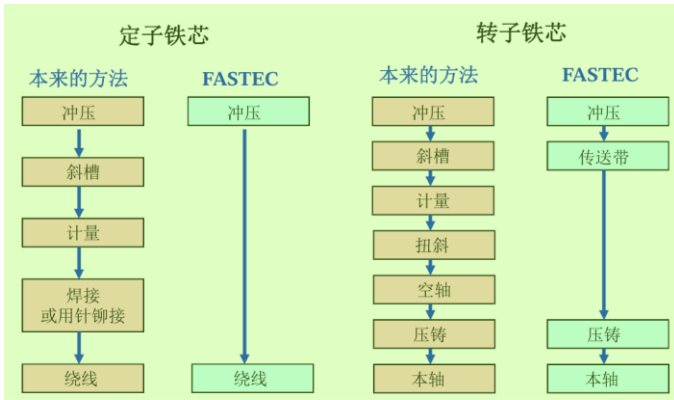 定子铁芯
本来的方法
FASTEC
冲压
斜槽
计量
焊接
或用针铆接
绕线
冲压
绕线
转子铁芯
本来的方法
FASTEC
冲压
斜槽
计量
扭斜
空轴
压铸
本轴
冲压
传送带
压铸
本轴